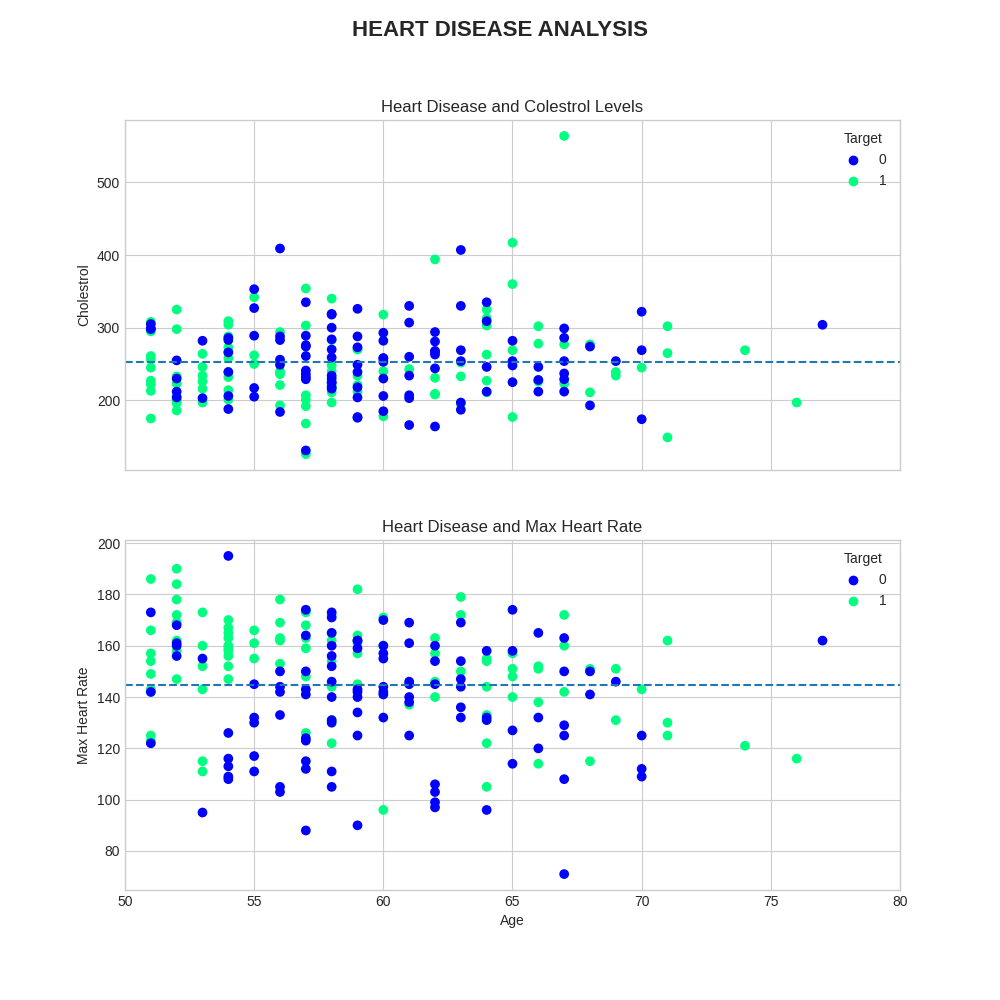 HEART DISEASE ANALYSIS
Heart Disease and Colestrol Levels
Target
0
1
Cholestrol
500
400
300
200
Heart Disease and Max Heart Rate
Target
0
1
Max Heart Rate
200
180
160
140
120
100
80
50 55 60 65 70 75 80
Age